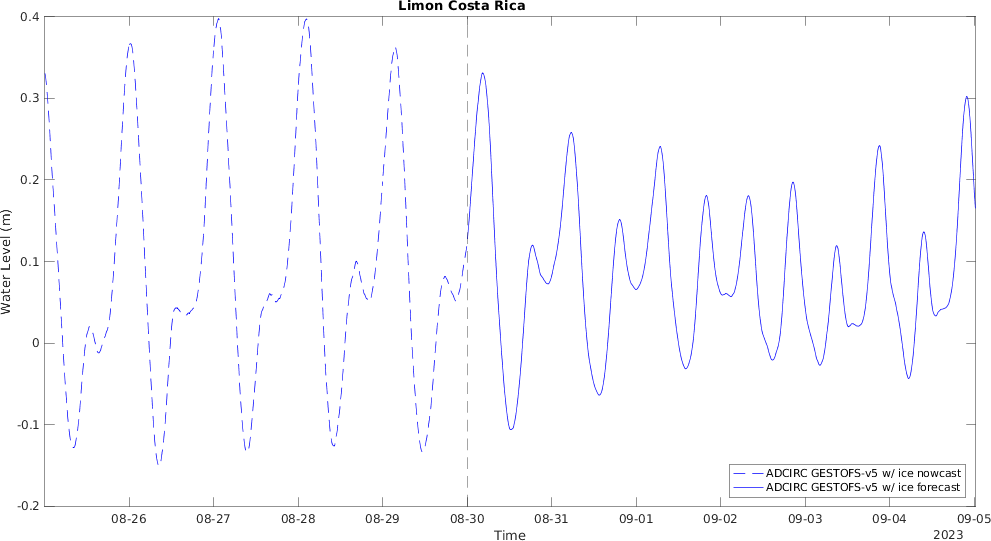 Limon Costa Rica
0.4
0.3
0.2
0.1
0
-0.1
-0.2
Water Level (m)
ADCIRC GESTOFS-v5 w/ ice nowcast
ADCIRC GESTOFS-v5 w/ ice forecast
08-26 08-27 08-28 08-29 08-30 08-31 09-01 09-02 09-03 09-04 09-05
Time
2023